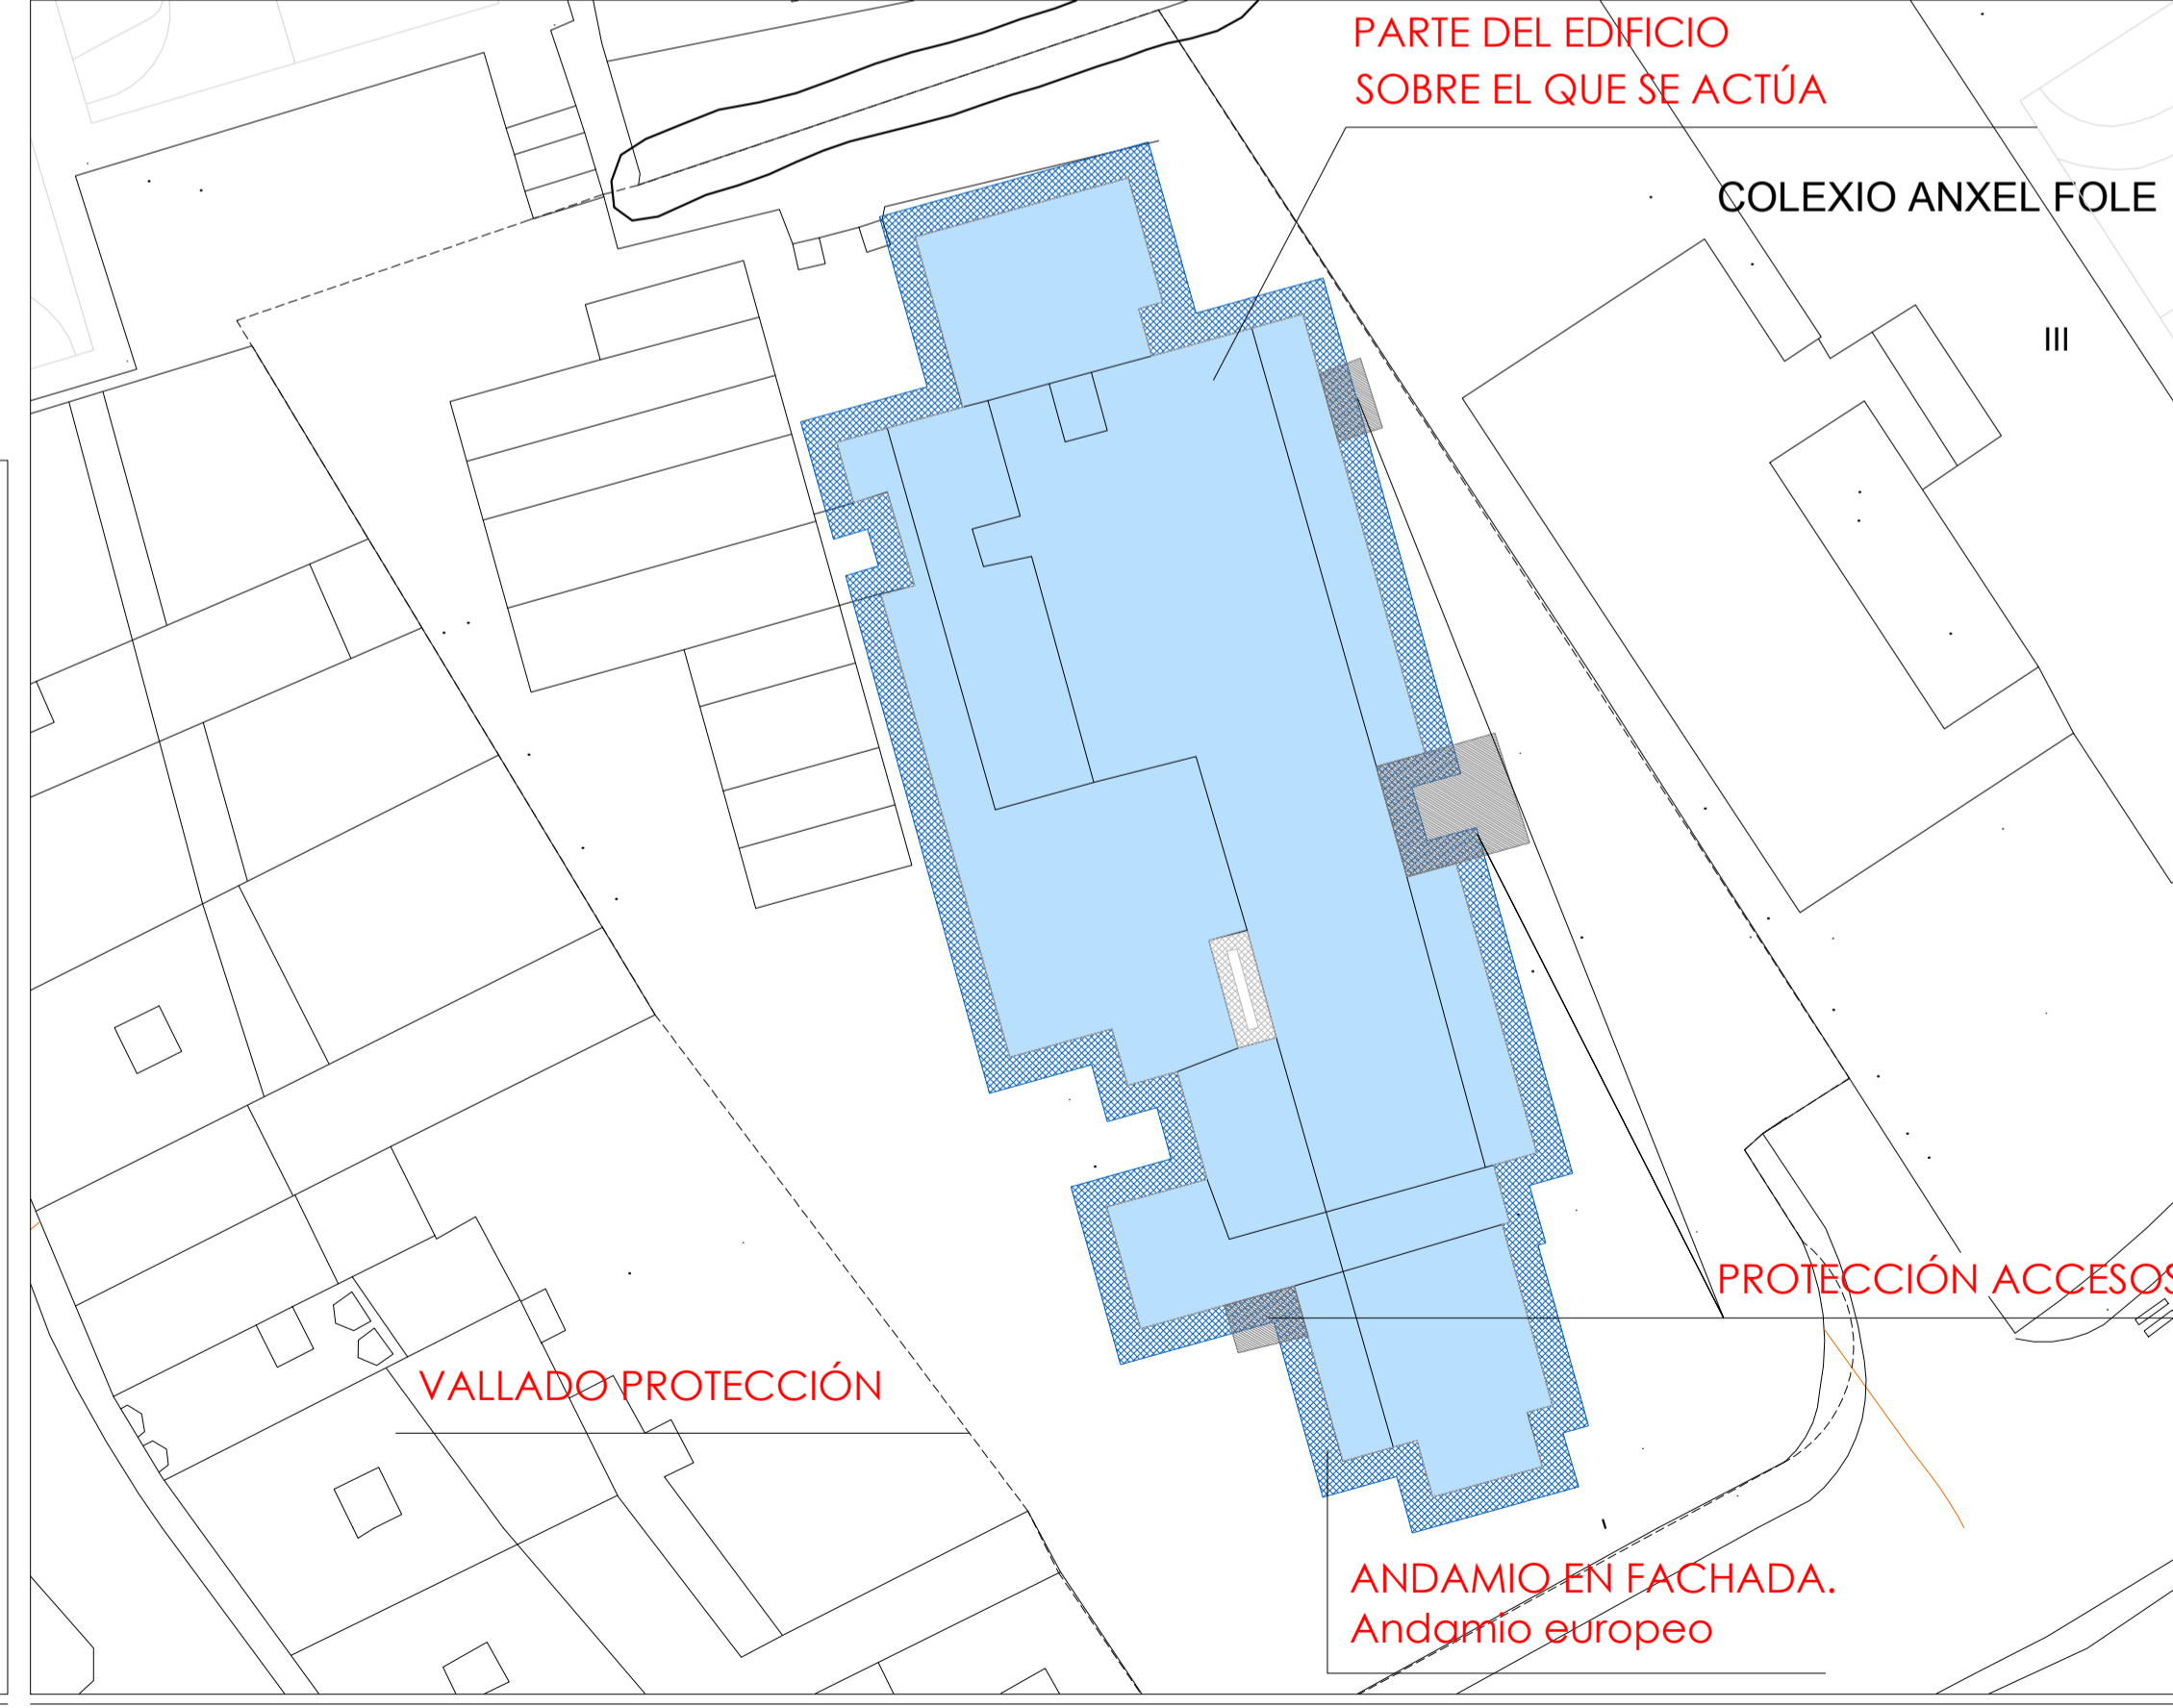 PARTE DEL EDIFICIO
SOBRE EL QUE SE ACTÚA
COLEXIO ANXEL FOLE
III
PROTECCIÓN ACCESOS
VALLADO PROTECCIÓN
ANDAMIO EN FACHADA.
Andamio europeo